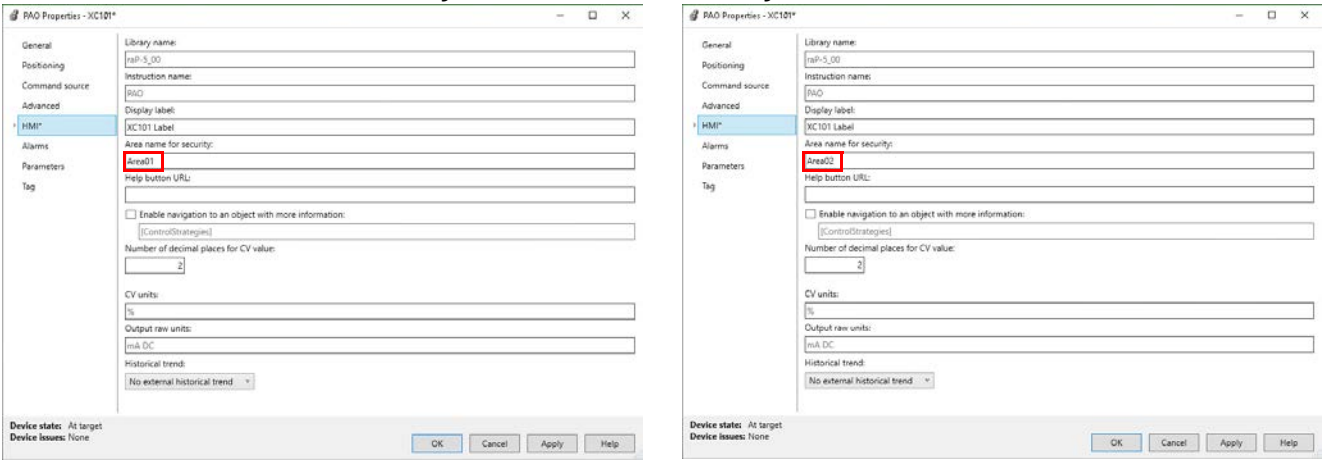 PAO Properties - XC101*
General
Positioning
Command source
Advanced
HMI*
Alarms
Parameters
Tag
Library name:
raP-5_00
Instruction name:
PAO
Display label:
XC101 Label
Area name for security:
Area01
Help button URL:
Enable navigation to an object with more information:
[ControlStrategies]
Number of decimal places for CV value:
2
CV units:
%
Output raw units:
mA DC
Historical trend:
No external historical trend
Device state: At target
Device issues: None
OK Cancel Apply Help
PAO Properties - XC101*
General
Positioning
Command source
Advanced
HMI*
Alarms
Parameters
Tag
Library name:
raP-5_00
Instruction name:
PAO
Display label:
XC101 Label
Area name for security:
Area02
Help button URL:
Enable navigation to an object with more information:
[ControlStrategies]
Number of decimal places for CV value:
2
CV units:
%
Output raw units:
mA DC
Historical trend:
No external historical trend
Device state: At target
Device issues: None
OK Cancel Apply Help